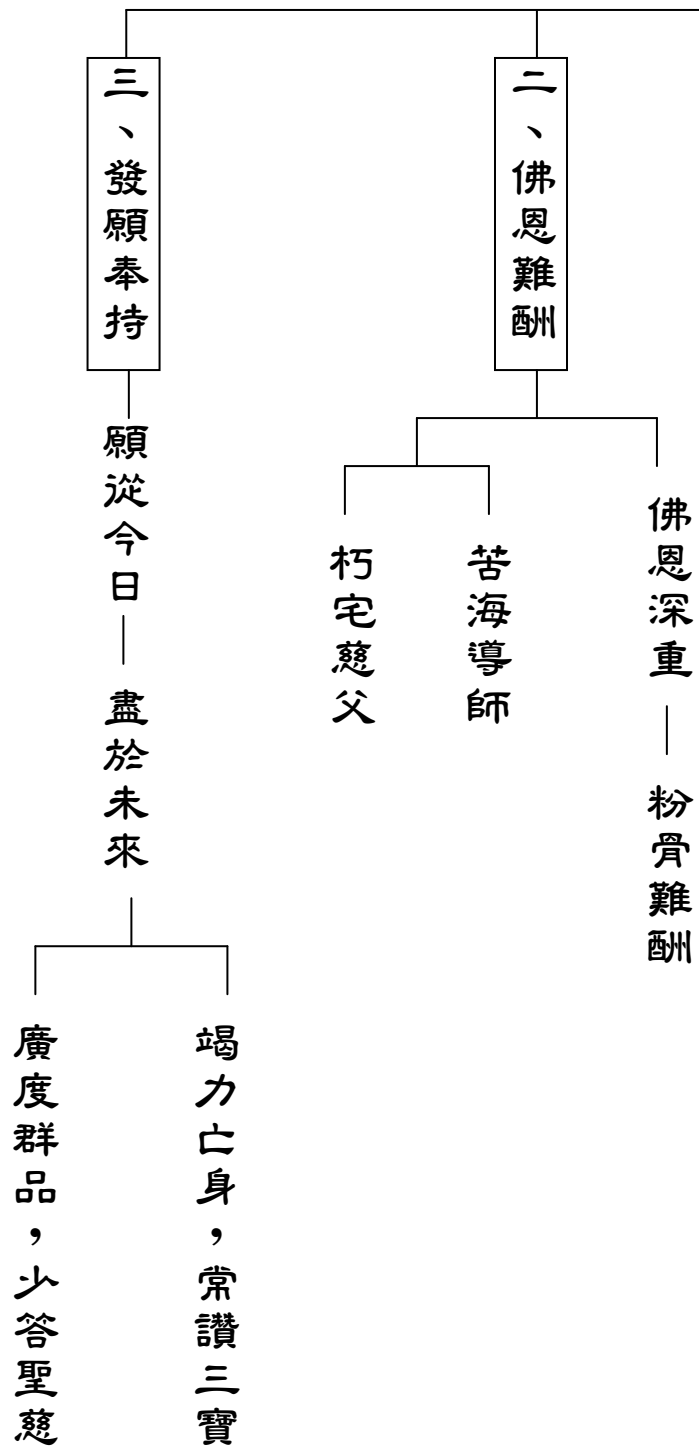 二、佛恩難酬
佛恩深重
粉骨難酬
苦海導師
朽宅慈父
三、發願奉持
願從今日
盡於未來
竭力亡身，常讚三寶
廣度群品，少答聖慈